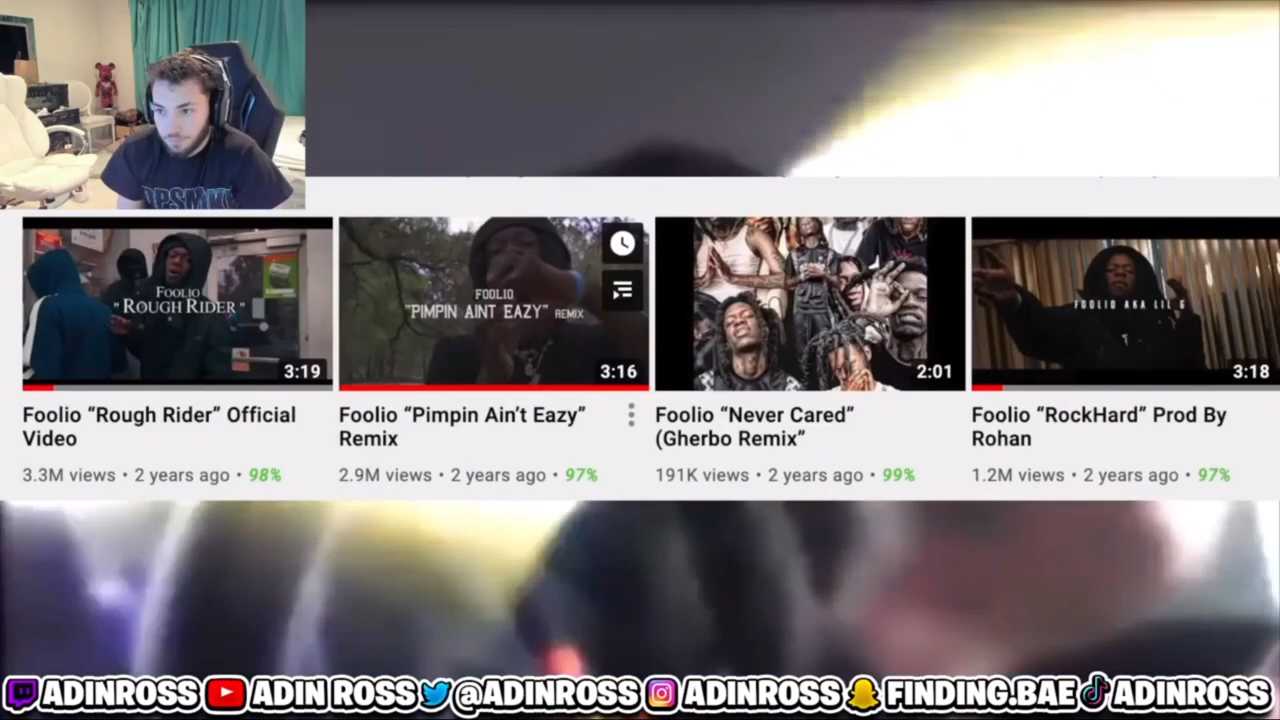 FOOLIO
"ROUGH RIDER"
3:19
FOOLIO
"PIMPIN AINT EAZY" REMIX
3:16
2:01
FOOLIO AKA LIL 6
3:18
Foolio “Rough Rider” Official
Video
3.3M views • 2 years ago • 98%
Foolio “Pimpin Ain’t Eazy”
Remix
2.9M views • 2 years ago • 97%
Foolio “Never Cared”
(Gherbo Remix”
191K views • 2 years ago • 99%
Foolio “RockHard” Prod By
Rohan
1.2M views • 2 years ago • 97%
ADINROSS ADIN ROSS @ADINROSS ADINROSS FINDING.BAE ADINROSS